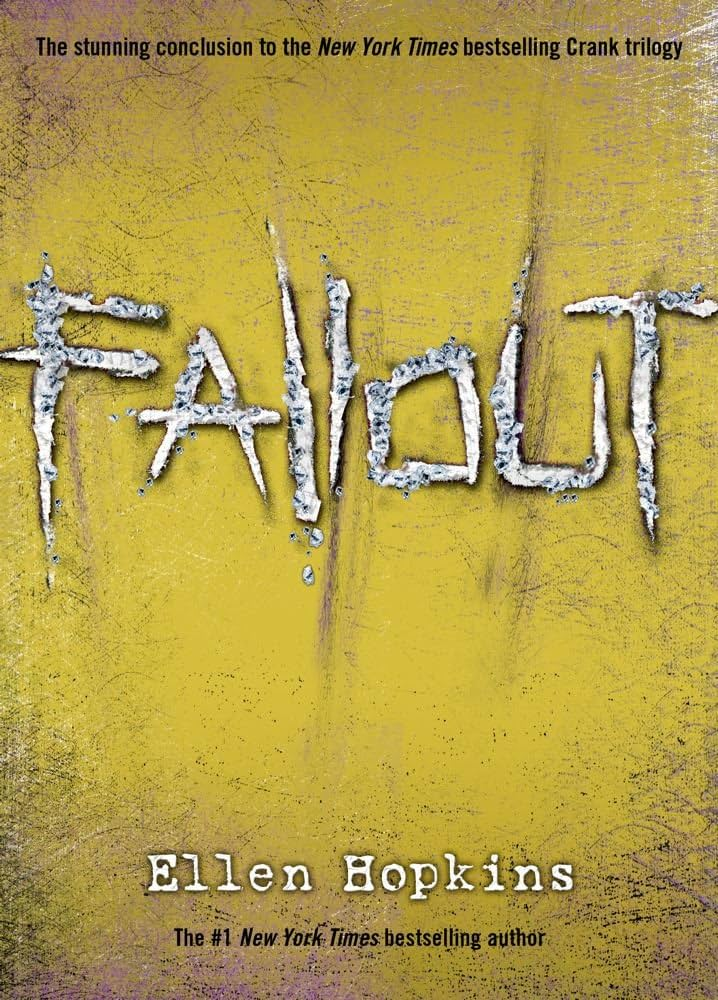 The stunning conclusion to the New York Times bestselling Crank trilogy
FAllOUT
Ellen Hopkins
The #1 New York Times bestselling author